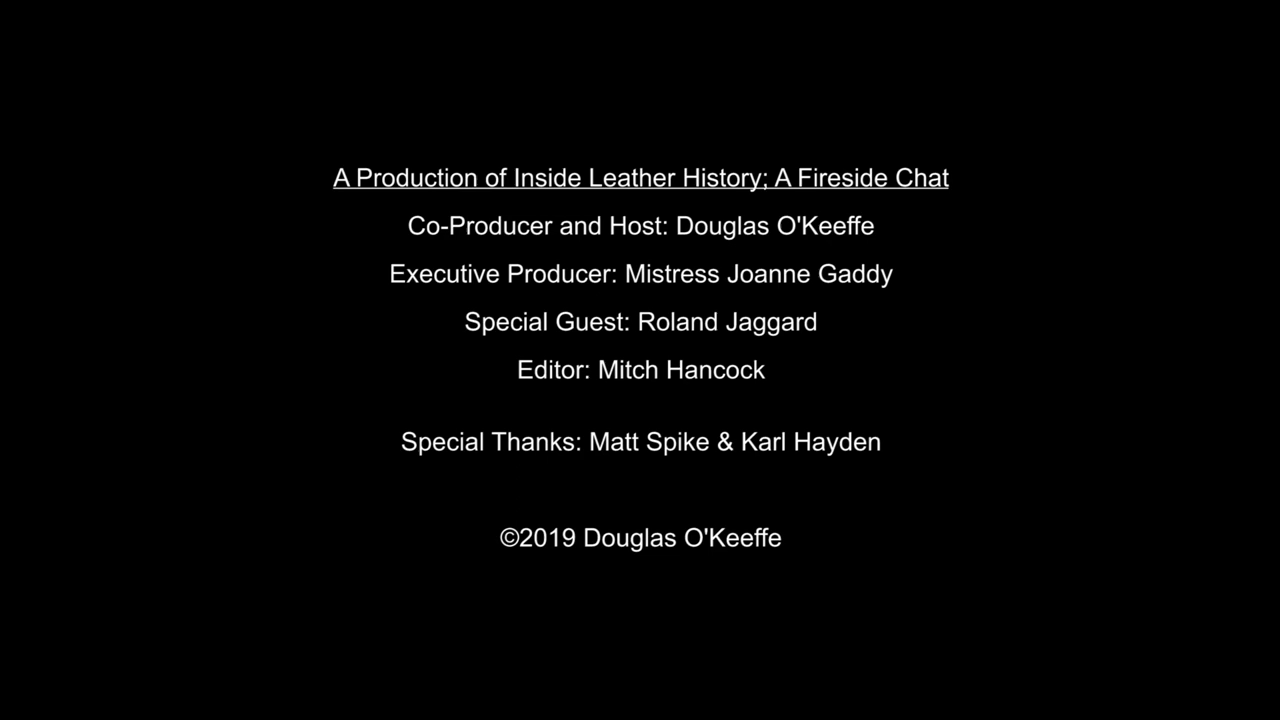 A Production of Inside Leather History; A Fireside Chat
Co-Producer and Host: Douglas O'Keeffe
Executive Producer: Mistress Joanne Gaddy
Special Guest: Roland Jaggard
Editor: Mitch Hancock
Special Thanks: Matt Spike & Karl Hayden
©2019 Douglas O'Keeffe